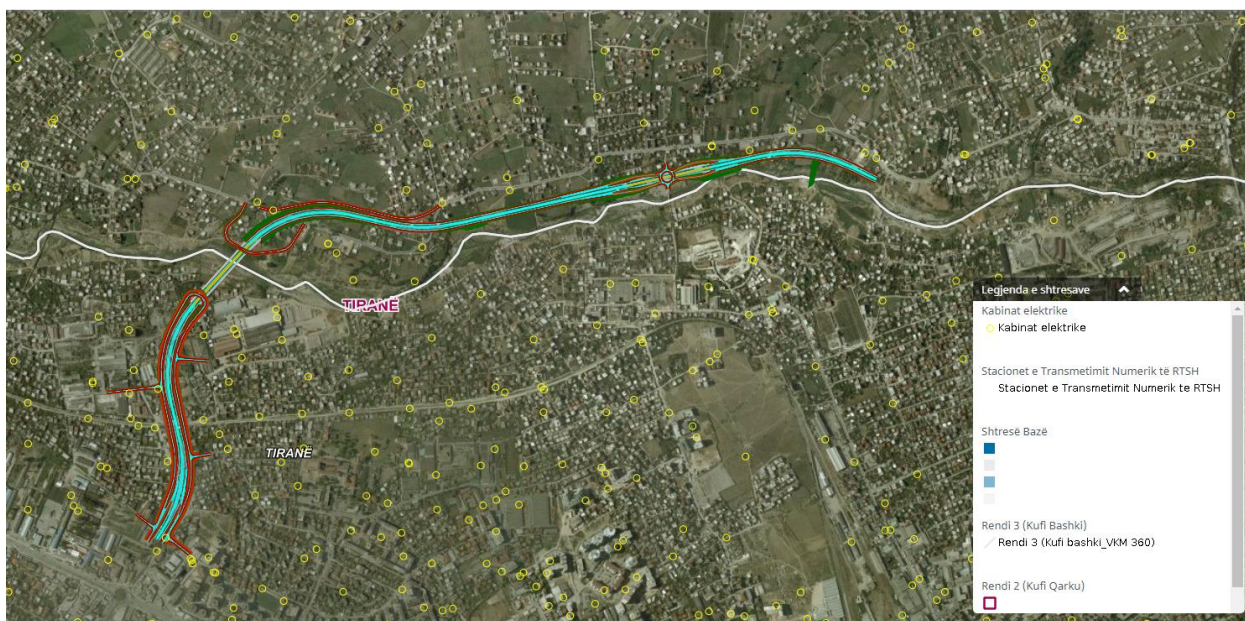 TIRANË
TIRANË
Legjenda e shtresave
Kabinat elektrike
Kabinat elektrike
Stacionet e Transmetimit Numerik të RTSH
Stacionet e Transmetimit Numerik te RTSH
Shtresë Bazë
Rendi 3 (Kufi Bashki)
Rendi 3 (Kufi bashki_VKM 360)
Rendi 2 (Kufi Qarku)